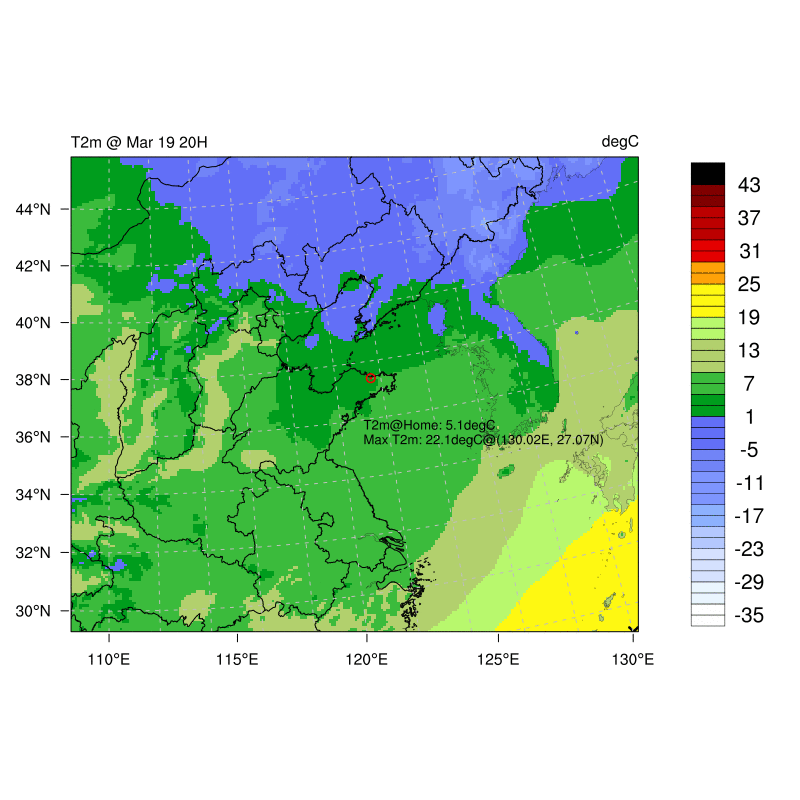 T2m @ Mar 19 20H
degC
44°N
42°N
40°N
38°N
36°N
34°N
32°N
30°N
110°E
115°E
120°E
125°E
130°E
T2m@Home: 5.1degC
Max T2m: 22.1degC@(130.02E, 27.07N)
43
37
31
25
19
13
7
1
-5
-11
-17
-23
-29
-35